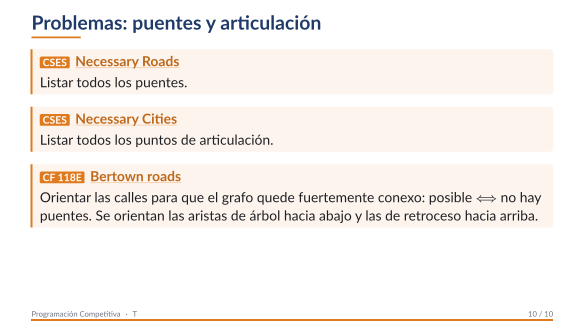 Problemas: puentes y articulación
CSES Necessary Roads
Listar todos los puentes.
CSES Necessary Cities
Listar todos los puntos de articulación.
CF 118E Bertown roads
Orientar las calles para que el grafo quede fuertemente conexo: posible ⟺ no hay
puentes. Se orientan las aristas de árbol hacia abajo y las de retroceso hacia arriba.
Programación Competitiva · T
10 / 10